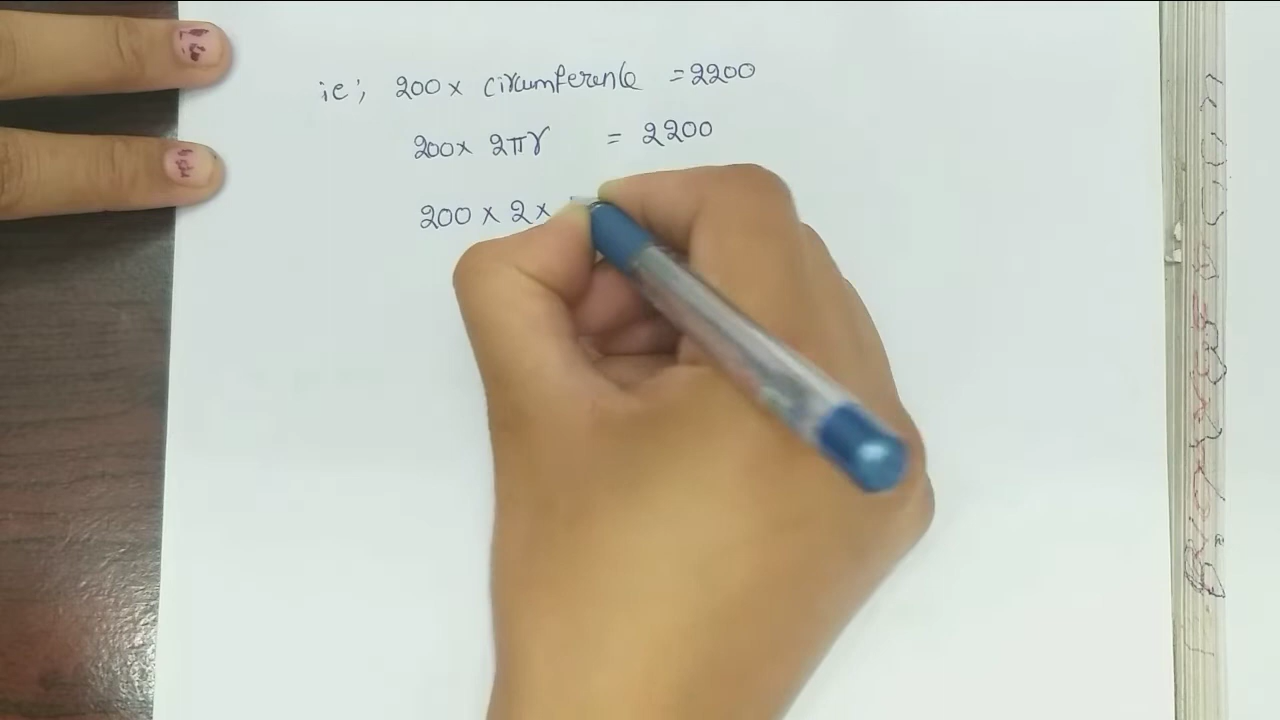 ie; 200 x circumference = 2200
200 x 2πr = 2200
200 x 2 x